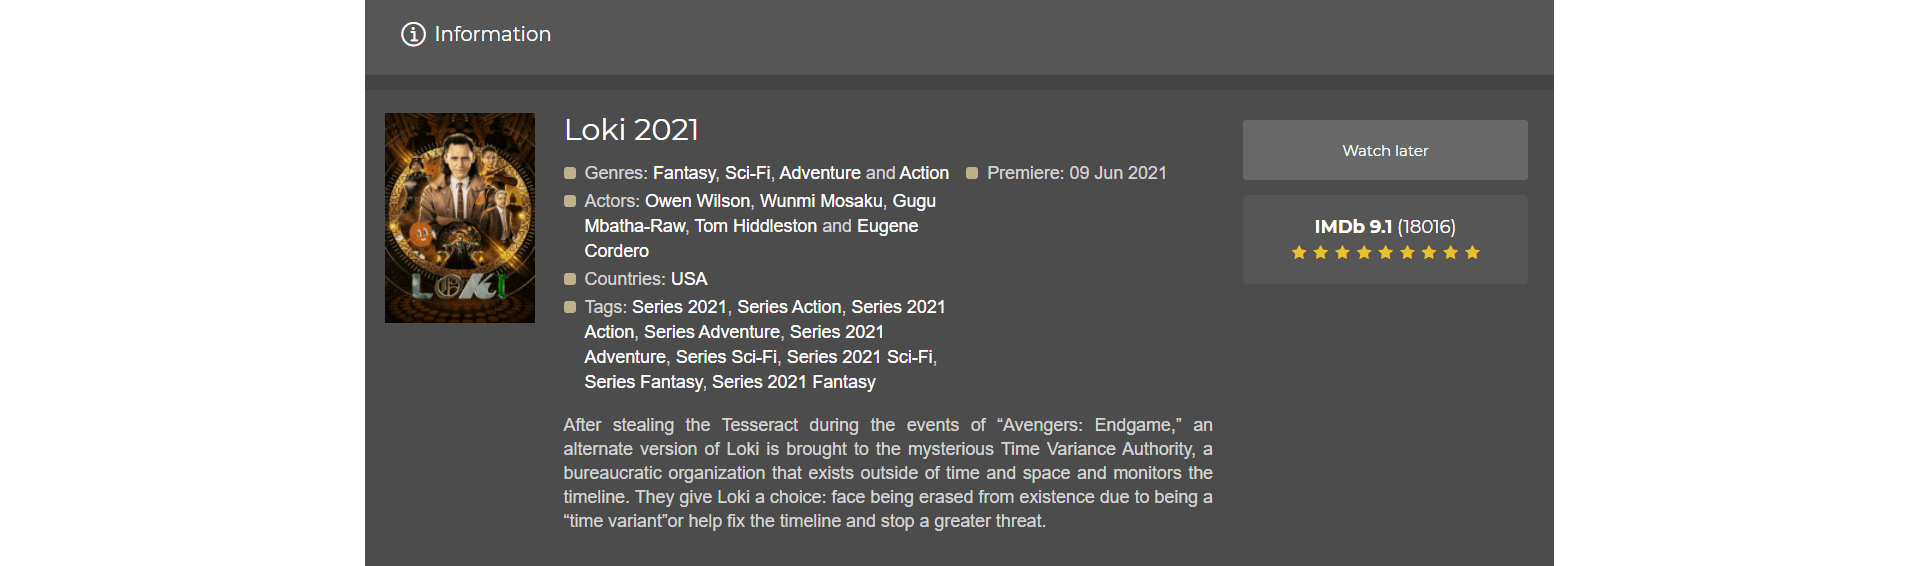 Information
Loki 2021
Genres: Fantasy, Sci-Fi, Adventure and Action
Premiere: 09 Jun 2021
Actors: Owen Wilson, Wunmi Mosaku, Gugu
Mbatha-Raw, Tom Hiddleston and Eugene
Cordero
Countries: USA
Tags: Series 2021, Series Action, Series 2021
Action, Series Adventure, Series 2021
Adventure, Series Sci-Fi, Series 2021 Sci-Fi,
Series Fantasy, Series 2021 Fantasy
After stealing the Tesseract during the events of “Avengers: Endgame,” an
alternate version of Loki is brought to the mysterious Time Variance Authority, a
bureaucratic organization that exists outside of time and space and monitors the
timeline. They give Loki a choice: face being erased from existence due to being a
“time variant”or help fix the timeline and stop a greater threat.
Watch later
IMDb 9.1 (18016)
LOKI